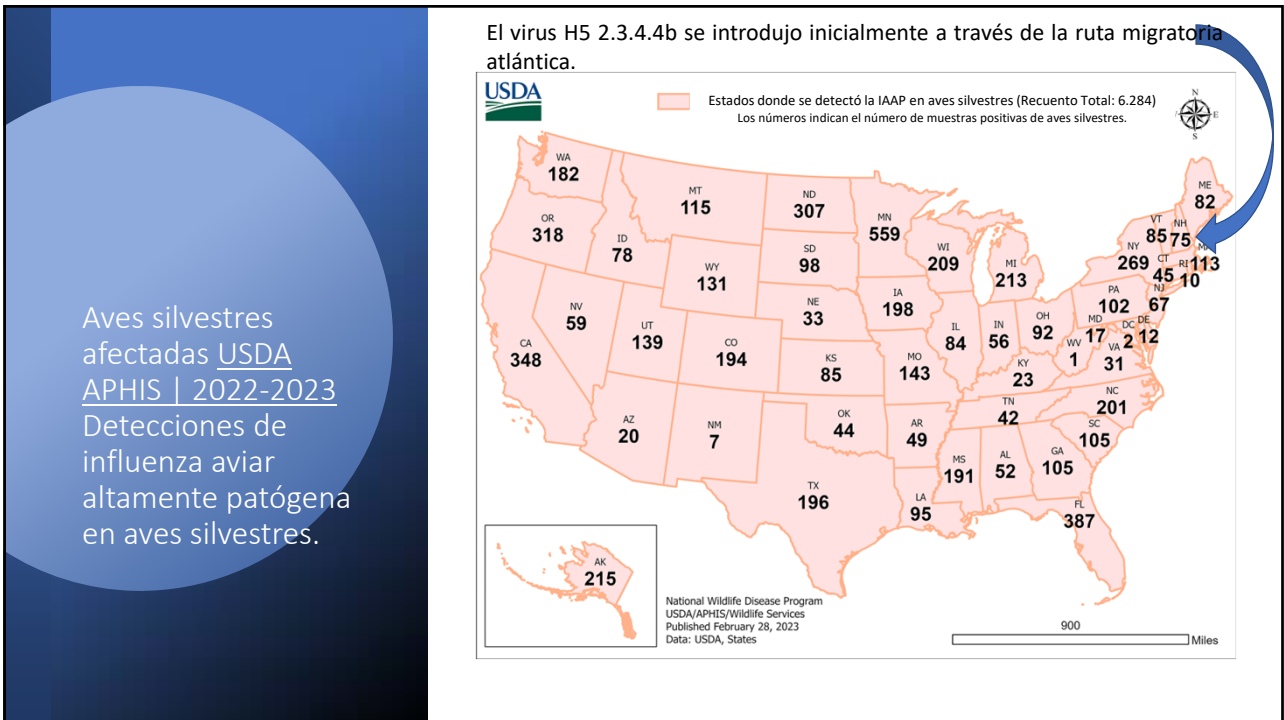 El virus H5 2.3.4.4b se introdujo inicialmente a través de la ruta migratoria
atlántica.
Aves silvestres
afectadas USDA
APHIS | 2022-2023
Detecciones de
influenza aviar
altamente patógena
en aves silvestres.
USDA
Estados donde se detectó la IAAP en aves silvestres (Recuento Total: 6.284)
Los números indican el número de muestras positivas de aves silvestres.
N
E
S
WA
182
OR
318
CA
348
NV
59
ID
78
MT
115
WY
131
UT
139
CO
194
AZ
20
NM
7
ND
307
SD
98
NE
33
KS
85
OK
44
TX
196
MN
559
IA
198
MO
143
AR
49
LA
95
WI
209
IL
84
MI
213
IN
56
OH
92
KY
23
TN
42
MS
191
AL
52
GA
105
FL
387
SC
105
NC
201
VA
31
WV
1
MD
17
DC
2
DE
12
PA
102
NJ
67
NY
269
CT
45
RI
10
MA
113
VT
85
NH
75
ME
82
AK
215
National Wildlife Disease Program
USDA/APHIS/Wildlife Services
Published February 28, 2023
Data: USDA, States
900
Miles